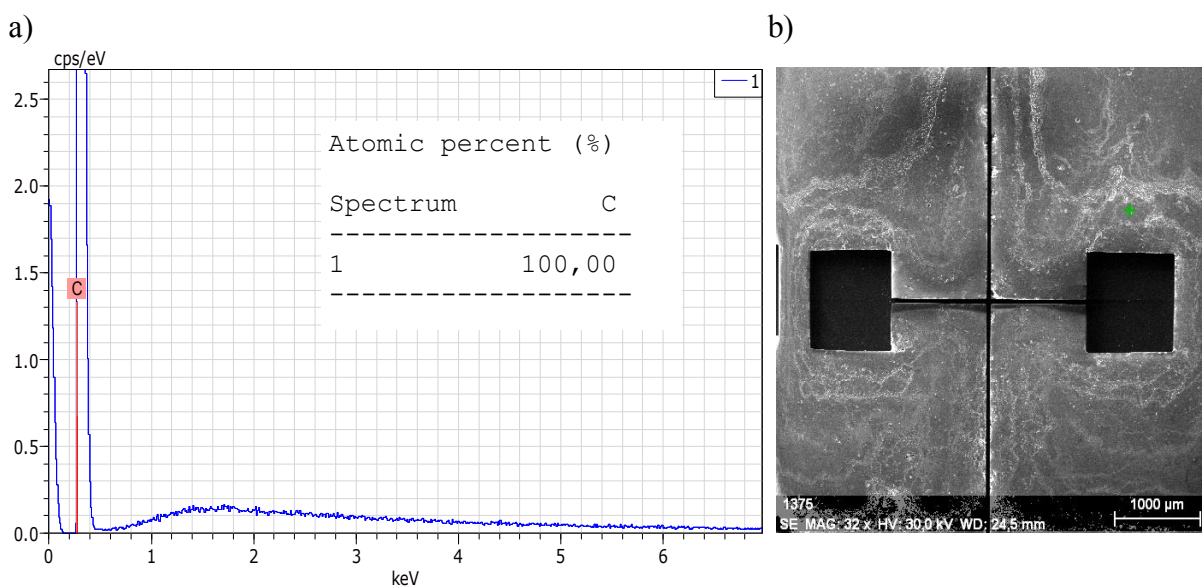 a)
b)
cps/eV
1
2.5
2.0
1.5
1.0
0.5
0.0
C
Atomic percent (%)
Spectrum C
--------------------
1 100,00
--------------------
0 1 2 3 4 5 6
keV
1375
1000 µm
SE MAG: 32 x HV: 30,0 kV WD: 24,5 mm